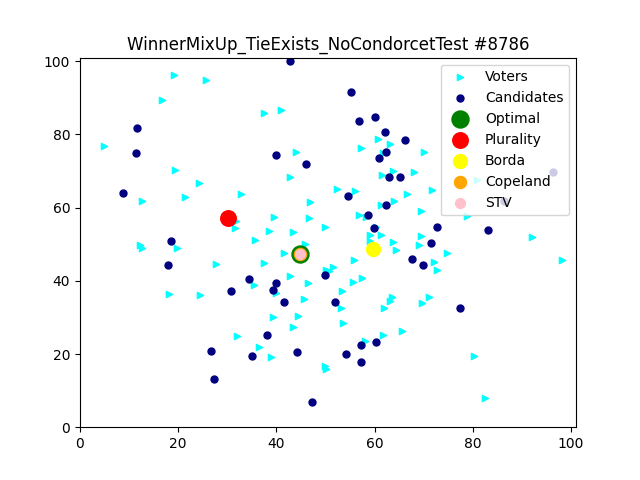 WinnerMixUp_TieExists_NoCondorcetTest #8786
100
80
60
40
20
0
0 20 40 60 80 100
Voters
Candidates
Optimal
Plurality
Borda
Copeland
STV